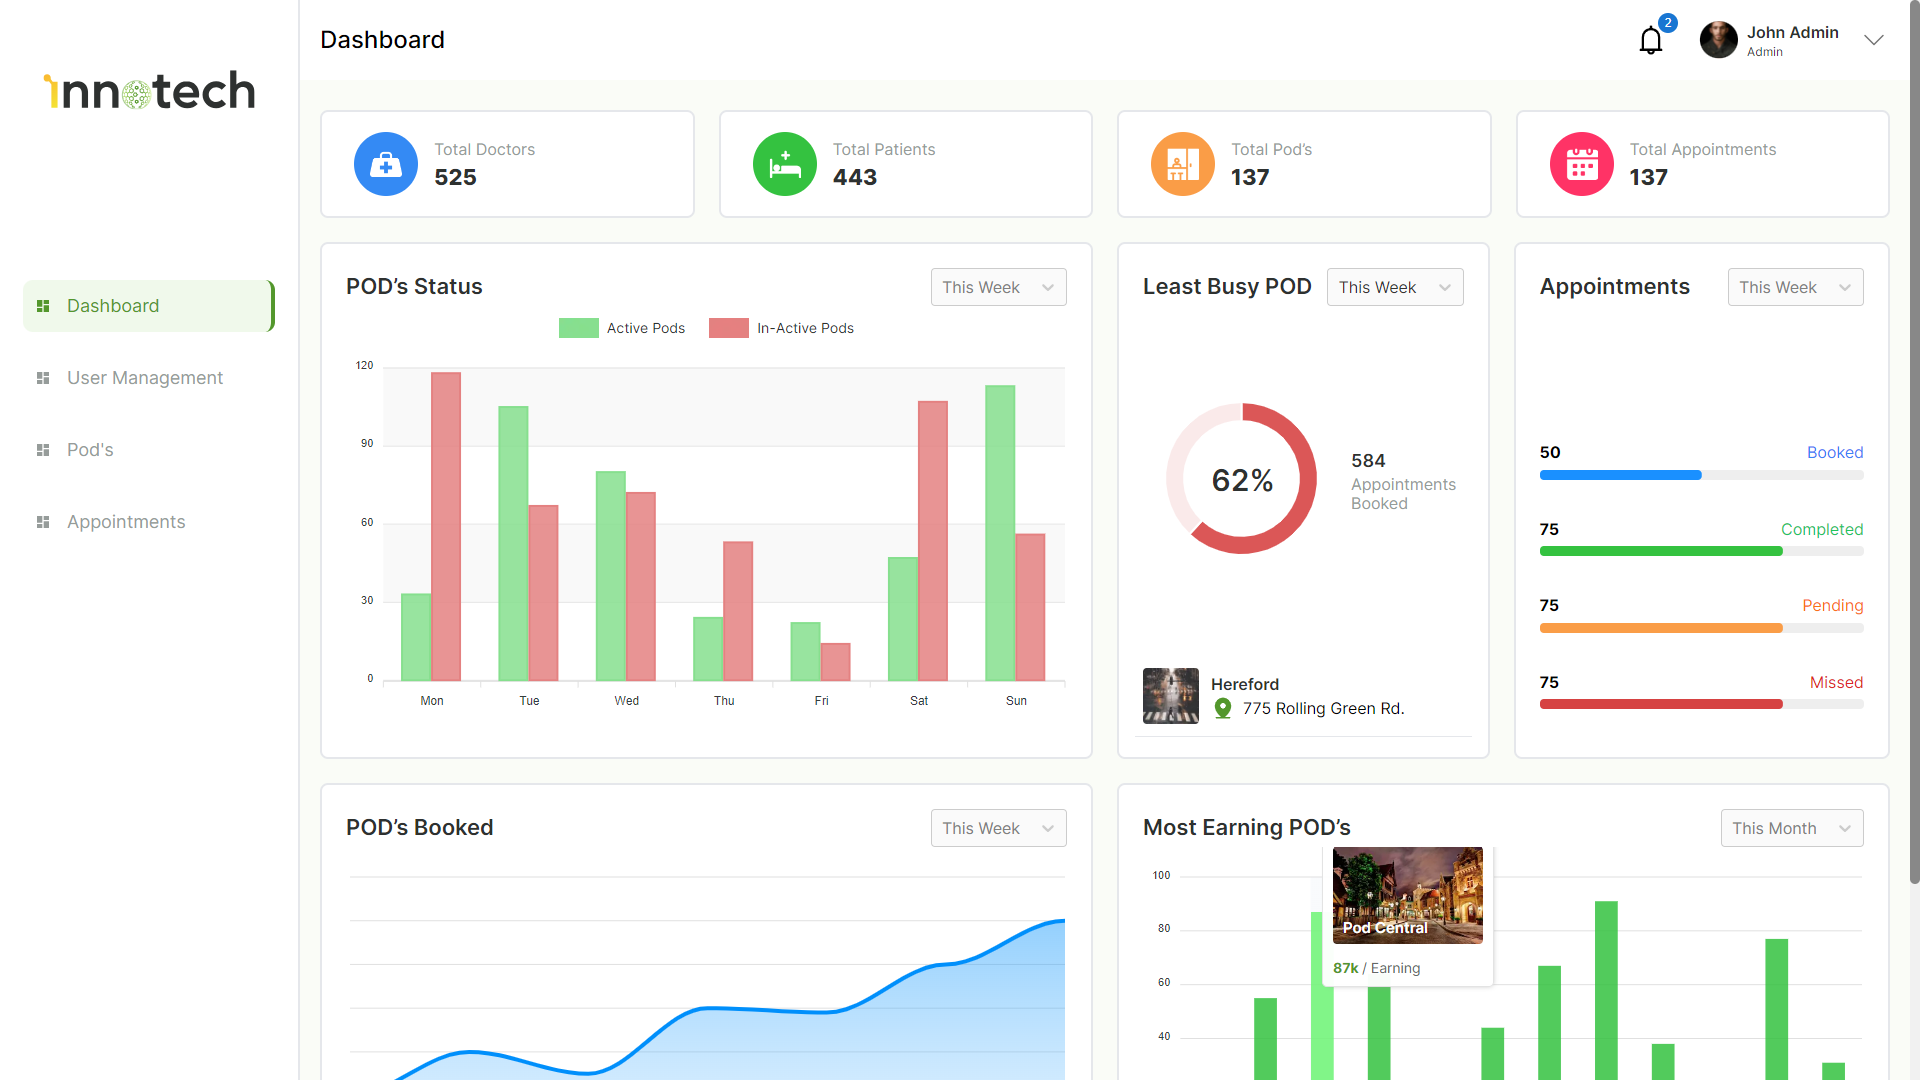 innotech
Dashboard
2
John Admin
Admin
Dashboard
User Management
Pod's
Appointments
Total Doctors
525
Total Patients
443
Total Pod’s
137
Total Appointments
137
POD’s Status
This Week
Active Pods
In-Active Pods
120
90
60
30
0
Mon Tue Wed Thu Fri Sat Sun
Least Busy POD
This Week
62%
584
Appointments
Booked
Hereford
775 Rolling Green Rd.
Appointments
This Week
50 Booked
75 Completed
75 Pending
75 Missed
POD’s Booked
This Week
Most Earning POD’s
This Month
100
80
60
40
Pod Central
87k / Earning